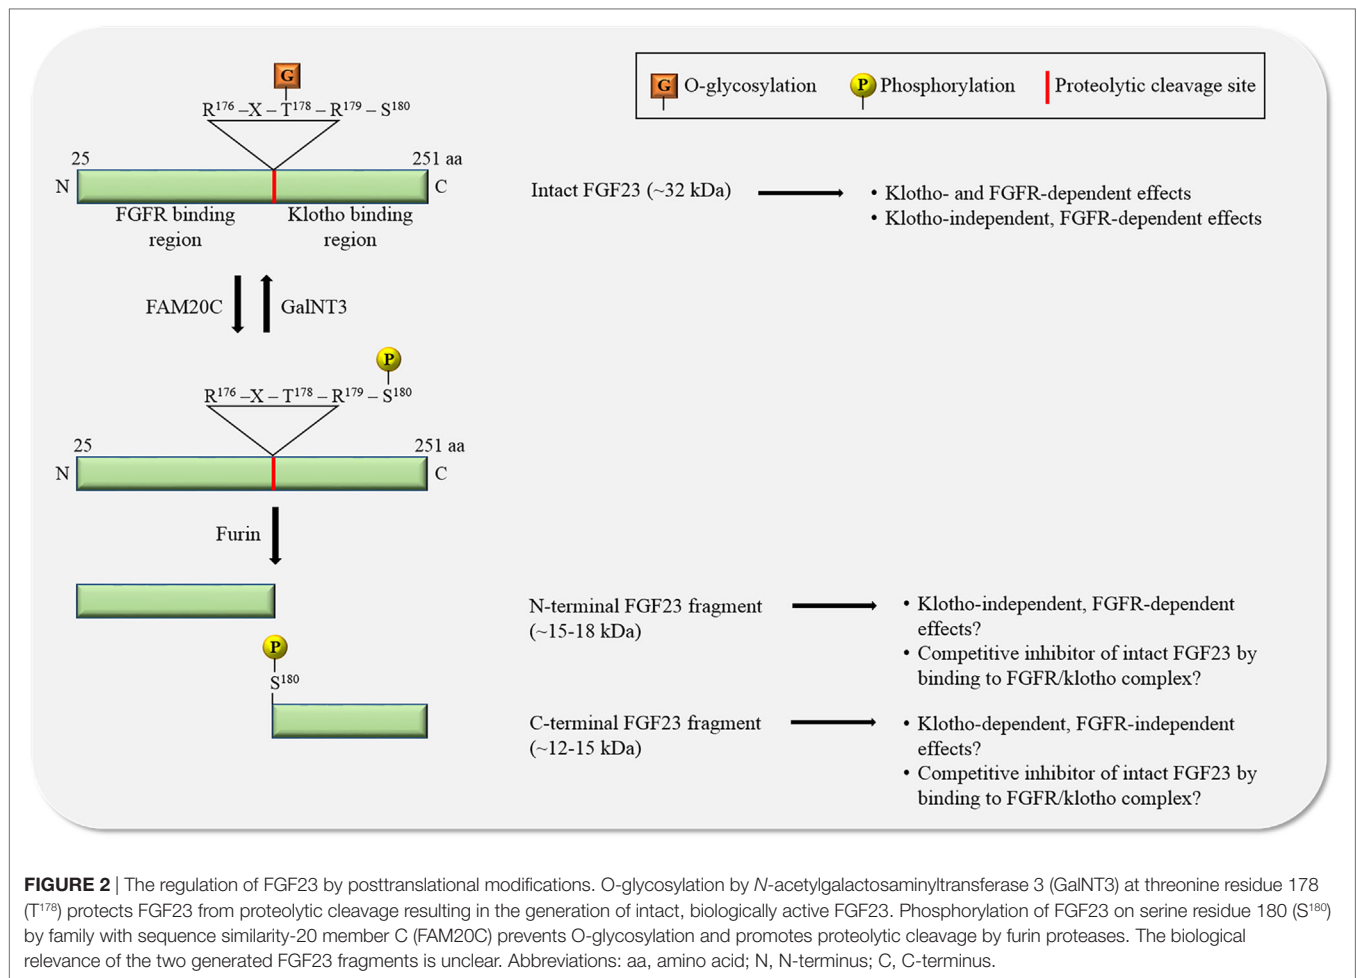 G
R176 –X – T178 – R179 – S180
25
251 aa
N
C
FGFR binding
region
Klotho binding
region
G O-glycosylation P Phosphorylation Proteolytic cleavage site
Intact FGF23 (~32 kDa)
• Klotho- and FGFR-dependent effects
• Klotho-independent, FGFR-dependent effects
FAM20C
GalNT3
P
R176 –X – T178 – R179 – S180
25
251 aa
N
C
Furin
N-terminal FGF23 fragment
(~15-18 kDa)
• Klotho-independent, FGFR-dependent
effects?
• Competitive inhibitor of intact FGF23 by
binding to FGFR/klotho complex?
P
S180
C-terminal FGF23 fragment
(~12-15 kDa)
• Klotho-dependent, FGFR-independent
effects?
• Competitive inhibitor of intact FGF23 by
binding to FGFR/klotho complex?
FIGURE 2 | The regulation of FGF23 by posttranslational modifications. O-glycosylation by N-acetylgalactosaminyltransferase 3 (GalNT3) at threonine residue 178
(T178) protects FGF23 from proteolytic cleavage resulting in the generation of intact, biologically active FGF23. Phosphorylation of FGF23 on serine residue 180 (S180)
by family with sequence similarity-20 member C (FAM20C) prevents O-glycosylation and promotes proteolytic cleavage by furin proteases. The biological
relevance of the two generated FGF23 fragments is unclear. Abbreviations: aa, amino acid; N, N-terminus; C, C-terminus.